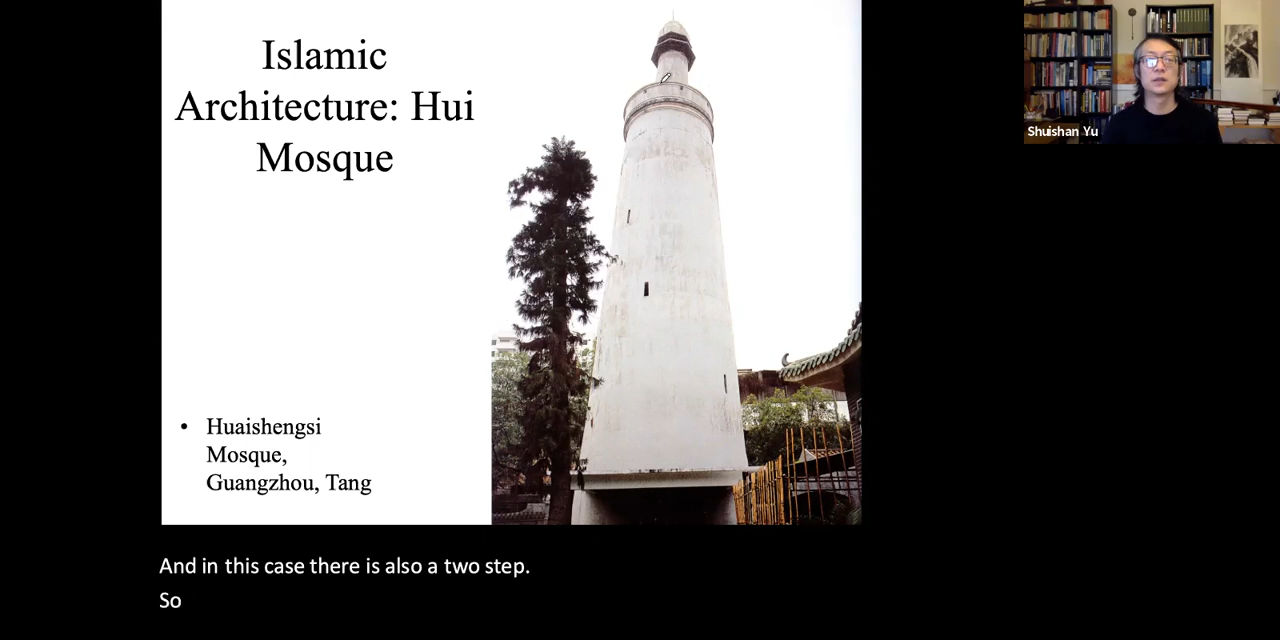 Islamic
Architecture: Hui
Mosque
Shuishan Yu
• Huaishengsi
Mosque,
Guangzhou, Tang
And in this case there is also a two step.
So